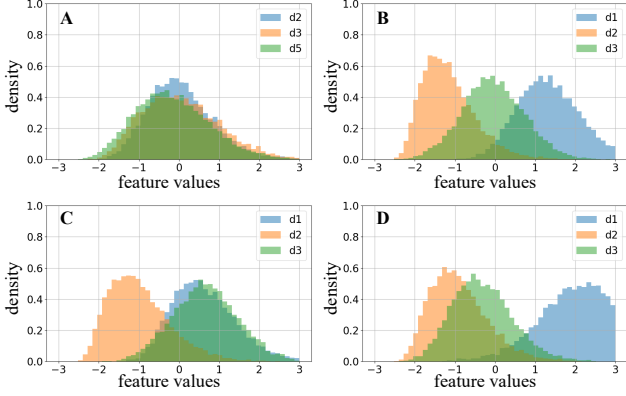 A
d2
d3
d5
density
1.0
0.8
0.6
0.4
0.2
0.0
−3 −2 −1 0 1 2 3
feature values
B
d1
d2
d3
density
1.0
0.8
0.6
0.4
0.2
0.0
−3 −2 −1 0 1 2 3
feature values
C
d1
d2
d3
density
1.0
0.8
0.6
0.4
0.2
0.0
−3 −2 −1 0 1 2 3
feature values
D
d1
d2
d3
density
1.0
0.8
0.6
0.4
0.2
0.0
−3 −2 −1 0 1 2 3
feature values